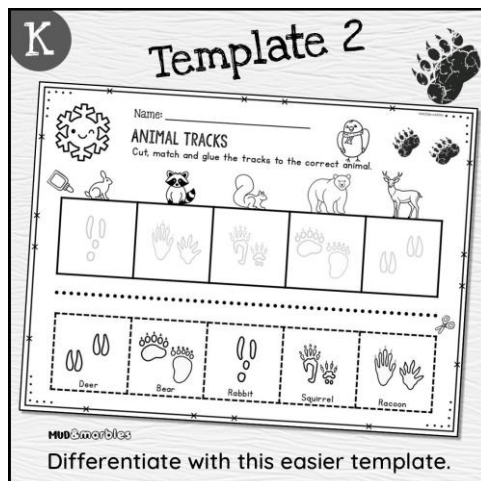 K
Template 2
Name:
ANIMAL TRACKS
Cut, match and glue the tracks to the correct animal.
Deer
Bear
Rabbit
Squirrel
Racoon
MUD&marbles
Differentiate with this easier template.